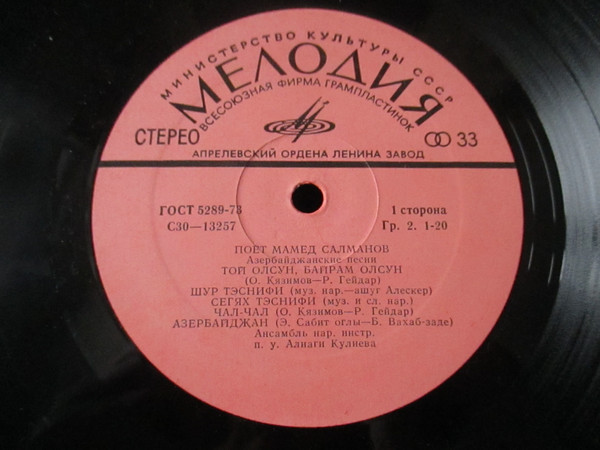 МИНИСТЕРСТВО КУЛЬТУРЫ СССР
МЕЛОДИЯ
ВСЕСОЮЗНАЯ ФИРМА ГРАМПЛАСТИНОК
СТЕРЕО
33
АПРЕЛЕВСКИЙ ОРДЕНА ЛЕНИНА ЗАВОД
ГОСТ 5289-73
1 сторона
С30—13257
Гр. 2. 1-20
ПОЕТ МАМЕД САЛМАНОВ
Азербайджанские песни
ТОЙ ОЛСУН, БАЙРАМ ОЛСУН
(О. Кязимов—Р. Гейдар)
ШУР ТЭСНИФИ (муз. нар.—ашуг Алескер)
СЕГЯХ ТЭСНИФИ (муз. и сл. нар.)
ЧАЛ-ЧАЛ (О. Кязимов—Р. Гейдар)
АЗЕРБАЙДЖАН (Э. Сабит оглы—Б. Вахаб-заде)
Ансамбль нар. инстр.
п. у. Алиаги Кулиева